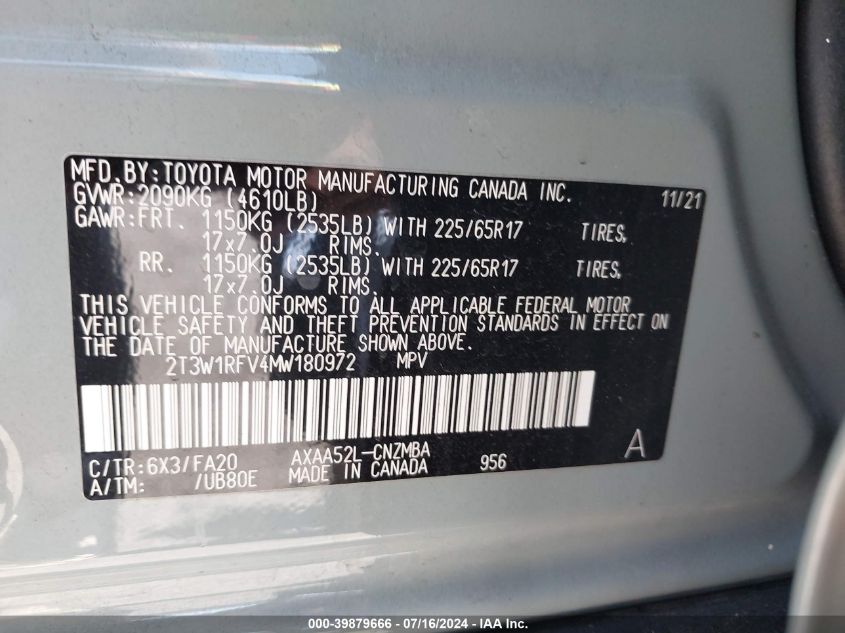 MFD.BY:TOYOTA MOTOR MANUFACTURING CANADA INC. 11/21
GVWR:2090KG (4610LB)
GAWR:FRT. 1150KG (2535LB) WITH 225/65R17 TIRES,
17x7.0J RIMS.
RR. 1150KG (2535LB) WITH 225/65R17 TIRES,
17x7.0J RIMS.
THIS VEHICLE CONFORMS TO ALL APPLICABLE FEDERAL MOTOR
VEHICLE SAFETY AND THEFT PREVENTION STANDARDS IN EFFECT ON
THE DATE OF MANUFACTURE SHOWN ABOVE.
2T3W1RFV4MW180972 MPV
C/TR:6X3/FA20 AXAA52L-CNZMBA A
A/TM: /UB80E MADE IN CANADA 956
000-39879666 - 07/16/2024 - IAA Inc.